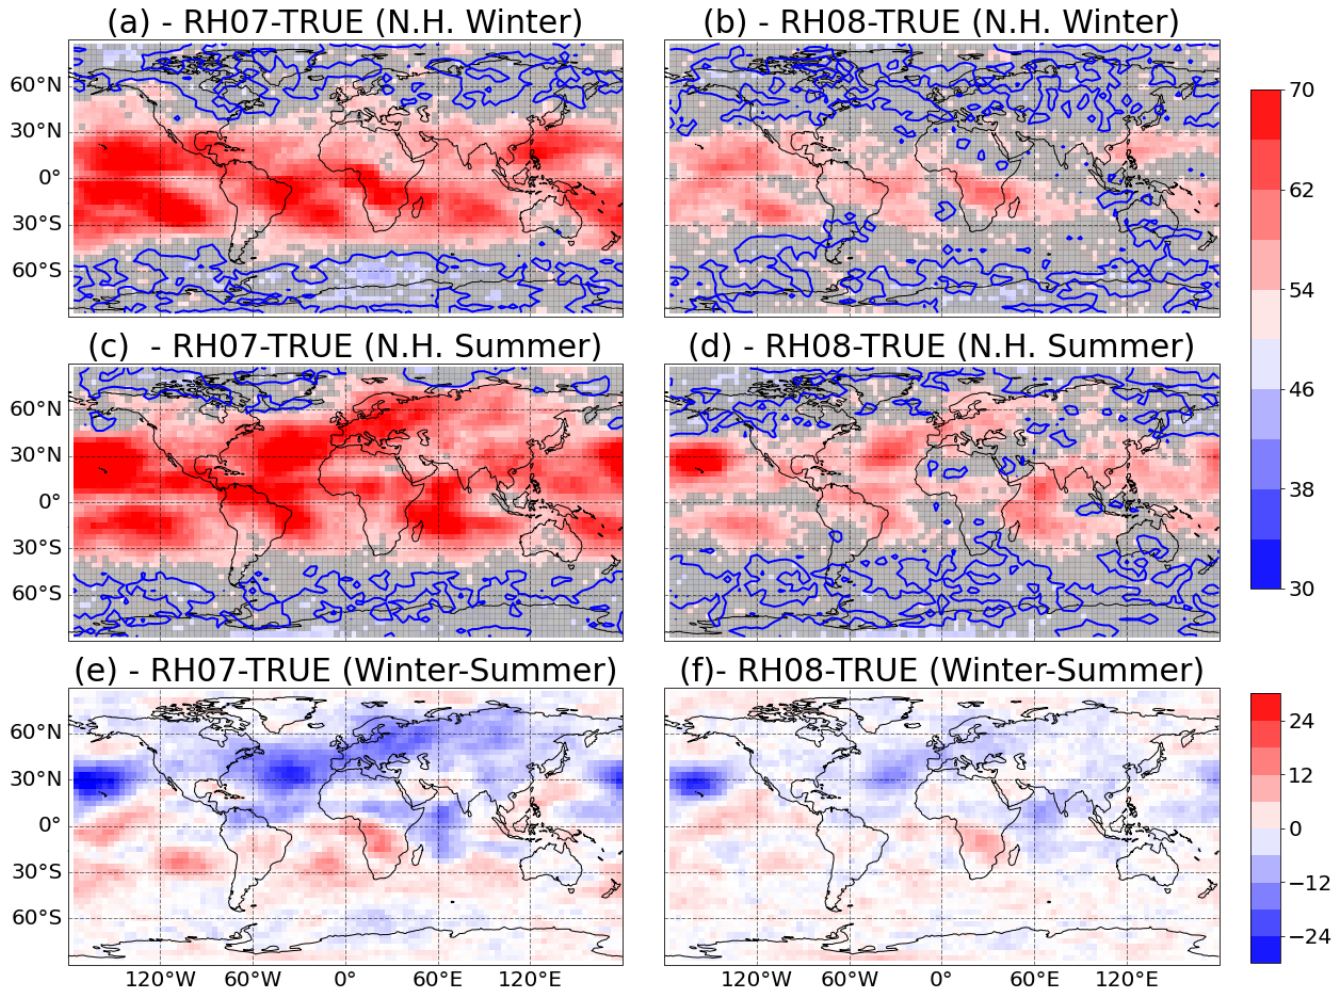 (a) - RH07-TRUE (N.H. Winter)
(b) - RH08-TRUE (N.H. Winter)
60°N
30°N
0°
30°S
60°S
70
62
54
46
38
30
(c)  - RH07-TRUE (N.H. Summer)
(d) - RH08-TRUE (N.H. Summer)
60°N
30°N
0°
30°S
60°S
(e) - RH07-TRUE (Winter-Summer)
(f)- RH08-TRUE (Winter-Summer)
60°N
30°N
0°
30°S
60°S
24
12
0
−12
−24
120°W 60°W 0° 60°E 120°E
120°W 60°W 0° 60°E 120°E